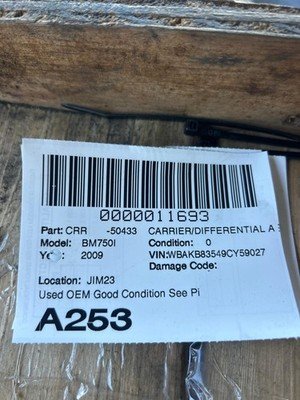 0000011693
Part: CRR -50433 CARRIER/DIFFERENTIAL A
Model: BM750I Condition: 0
2009 VIN:WBAKB83549CY59027
Damage Code:
Location: JIM23
Used OEM Good Condition See Pi
A253